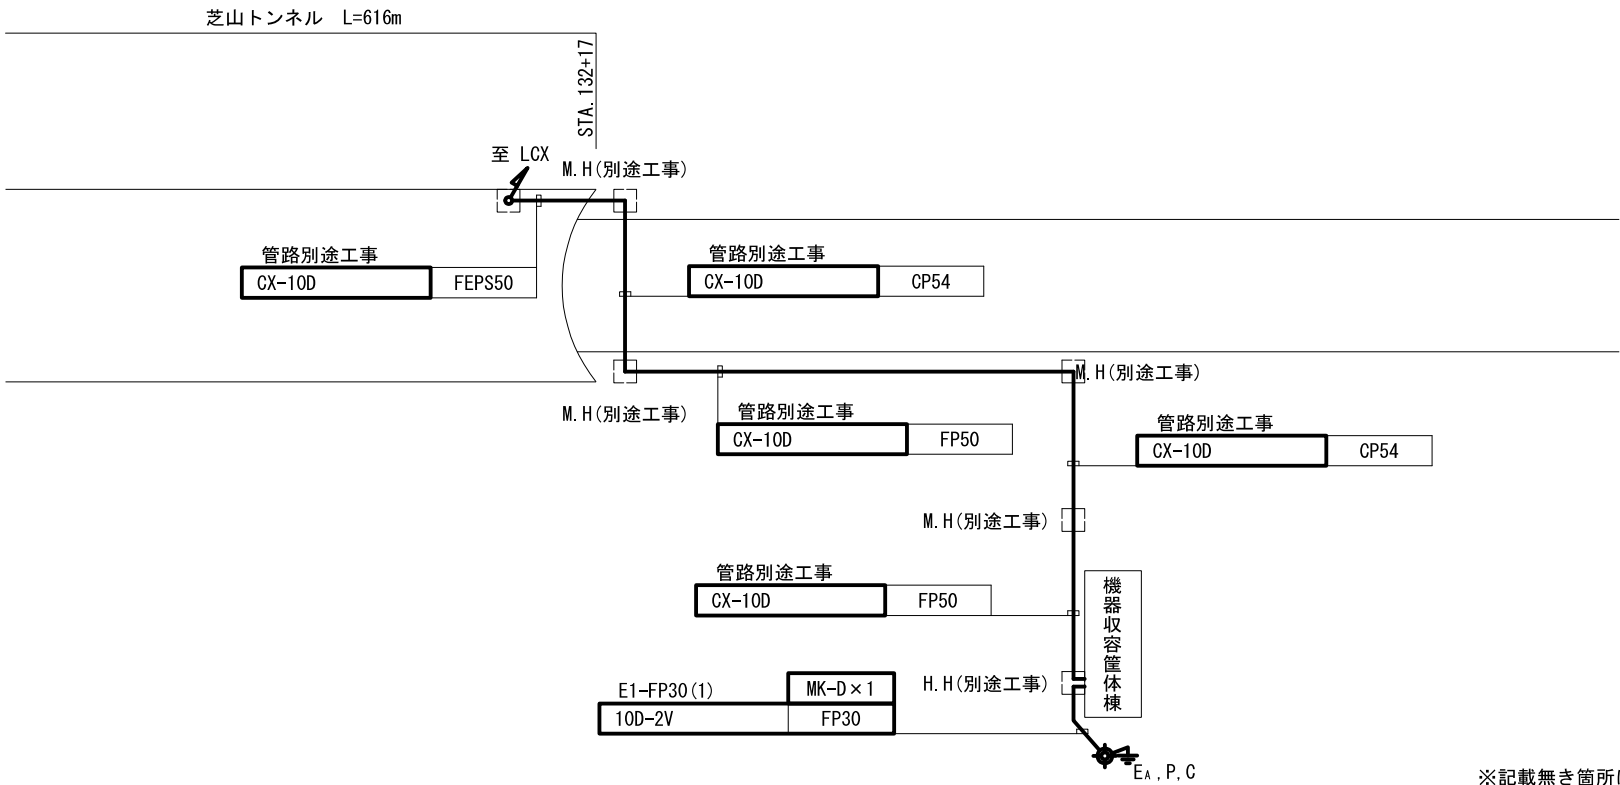 芝山トンネル L=616m
STA.132+17
至 LCX
M.H(別途工事)
管路別途工事
CX-10D FEPS50
管路別途工事
CX-10D CP54
M.H(別途工事)
M.H(別途工事)
管路別途工事
CX-10D FP50
管路別途工事
CX-10D CP54
M.H(別途工事)
管路別途工事
CX-10D FP50
機器収容筐体棟
H.H(別途工事)
E1-FP30(1) MK-D×1
10D-2V FP30
EA,P,C
※記載無き箇所